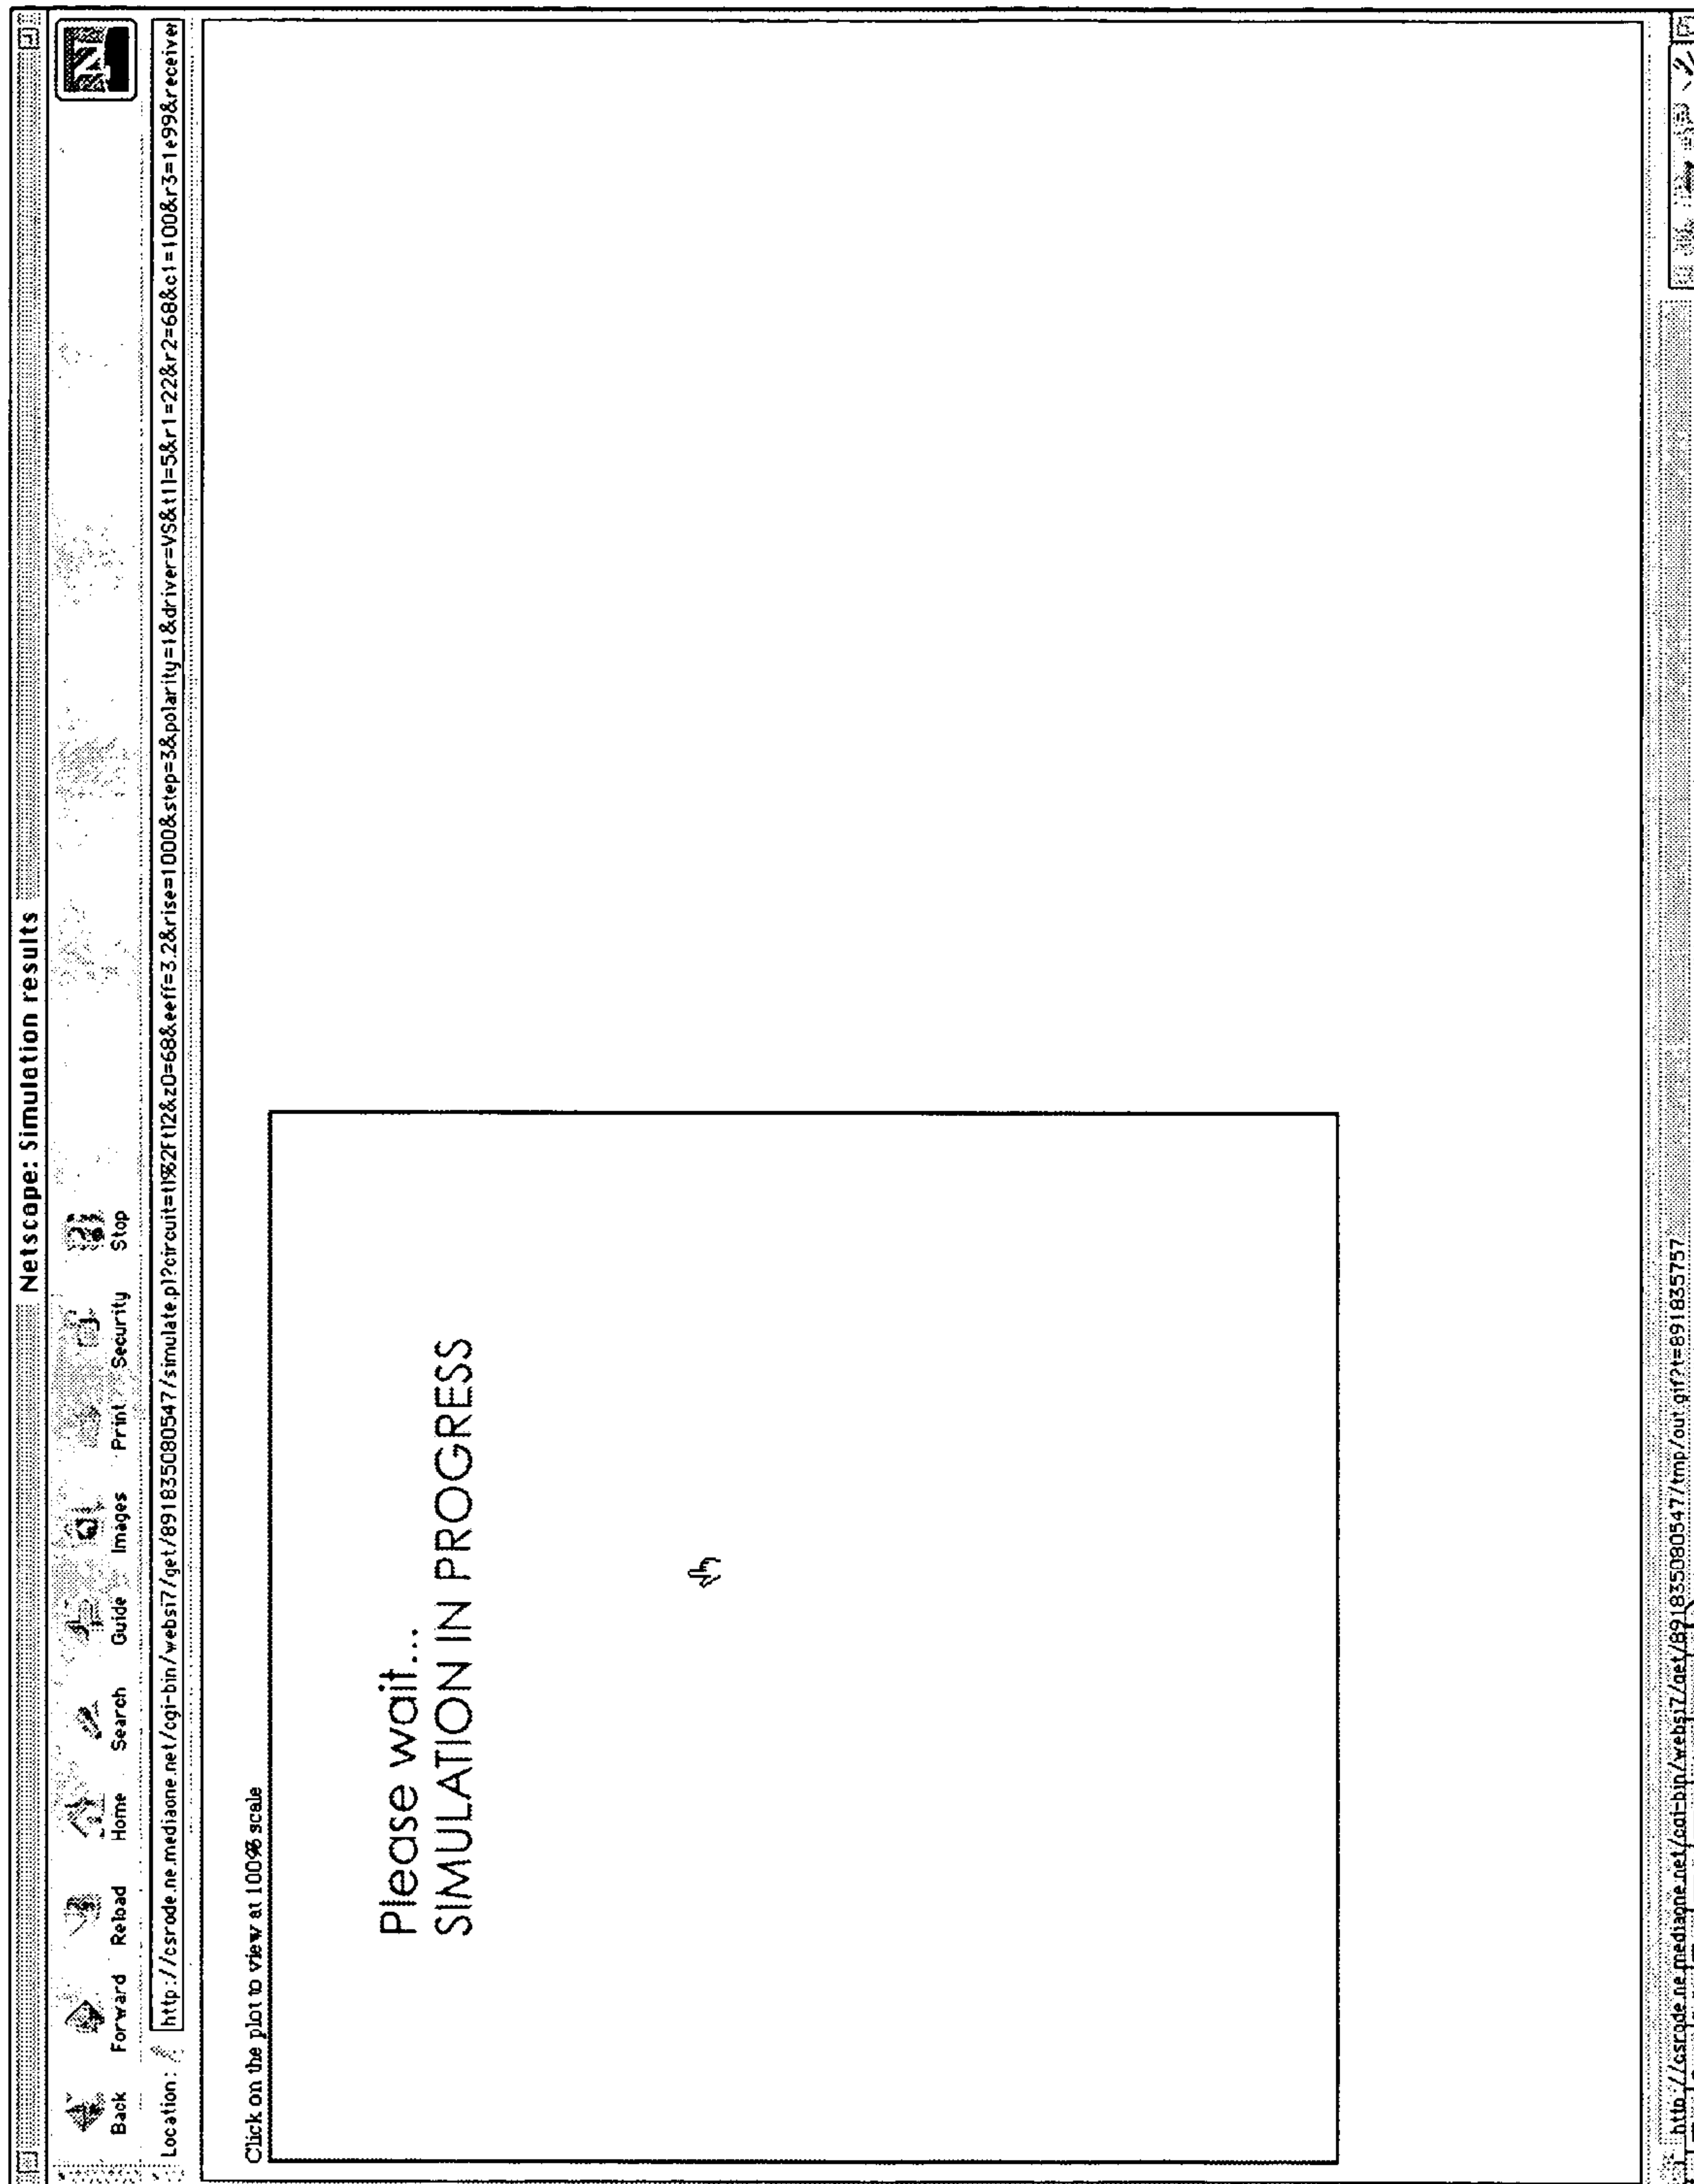 Netscape: Simulation results
N
Back Forward Reload Home Search Guide Images Print Security Stop
Location: http://csrode.ne.mediaone.net/cgi-bin/websi7/get/891835080547/simulate.pl?circuit=tl%2Ftl2&z0=68&eeff=3.2&rise=1000&step=3&polarity=1&driver=VS&tl1=5&r1=22&r2=68&c1=100&r3=1e99&receiver
Click on the plot to view at 100% scale
Please wait...
SIMULATION IN PROGRESS
http://csrode.ne.mediaone.net/cgi-bin/websi7/get/891835080547/tmp/out.gif?t=891835757